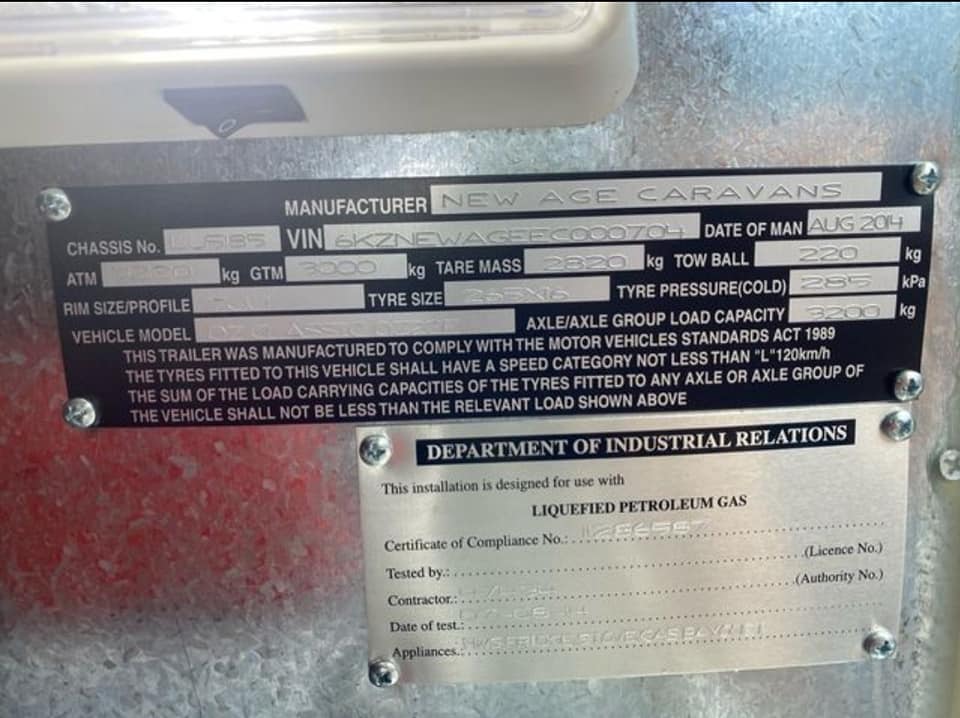 MANUFACTURER NEW AGE CARAVANS
CHASSIS No. VIN 6KZNEWAGEEC000704 DATE OF MAN AUG 2014
ATM kg GTM 3000 kg TARE MASS 2820 kg TOW BALL 220 kg
RIM SIZE/PROFILE TYRE SIZE 265X16 TYRE PRESSURE(COLD) 285 kPa
VEHICLE MODEL OZ CLASSIC AXLE/AXLE GROUP LOAD CAPACITY 3200 kg
THIS TRAILER WAS MANUFACTURED TO COMPLY WITH THE MOTOR VEHICLES STANDARDS ACT 1989
THE TYRES FITTED TO THIS VEHICLE SHALL HAVE A SPEED CATEGORY NOT LESS THAN "L"120km/h
THE SUM OF THE LOAD CARRYING CAPACITIES OF THE TYRES FITTED TO ANY AXLE OR AXLE GROUP OF
THE VEHICLE SHALL NOT BE LESS THAN THE RELEVANT LOAD SHOWN ABOVE
DEPARTMENT OF INDUSTRIAL RELATIONS
This installation is designed for use with
LIQUEFIED PETROLEUM GAS
Certificate of Compliance No.:
Tested by.: (Licence No.)
Contractor.: (Authority No.)
Date of test.:
Appliances.: